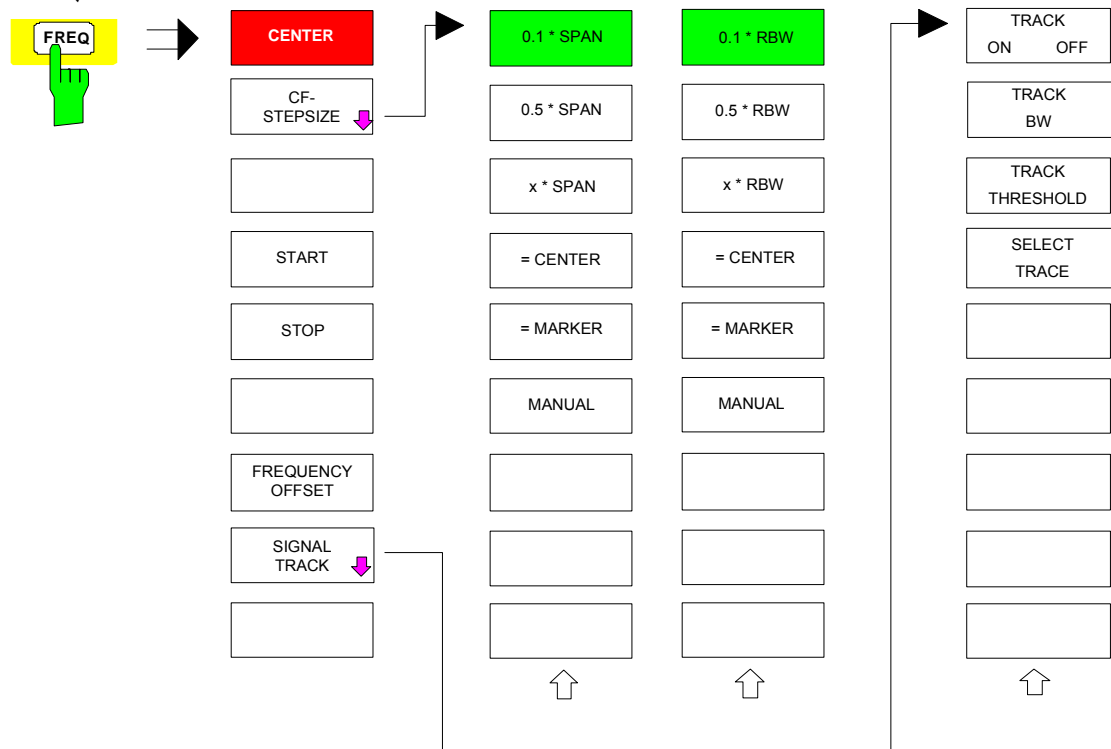 FREQ
CENTER
CF-
STEPSIZE
START
STOP
FREQUENCY
OFFSET
SIGNAL
TRACK
0.1 * SPAN
0.5 * SPAN
x * SPAN
= CENTER
= MARKER
MANUAL
0.1 * RBW
0.5 * RBW
x * RBW
= CENTER
= MARKER
MANUAL
TRACK
ON OFF
TRACK
BW
TRACK
THRESHOLD
SELECT
TRACE